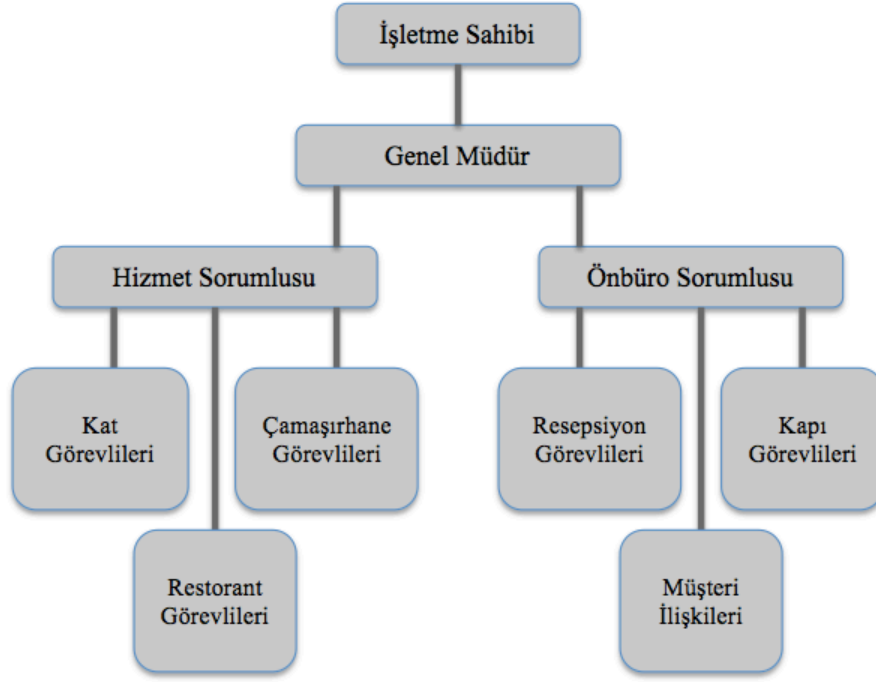 İşletme Sahibi
Genel Müdür
Hizmet Sorumlusu
Önbüro Sorumlusu
Kat
Görevlileri
Çamaşırhane
Görevlileri
Resepsiyon
Görevlileri
Kapı
Görevlileri
Restorant
Görevlileri
Müşteri
İlişkileri